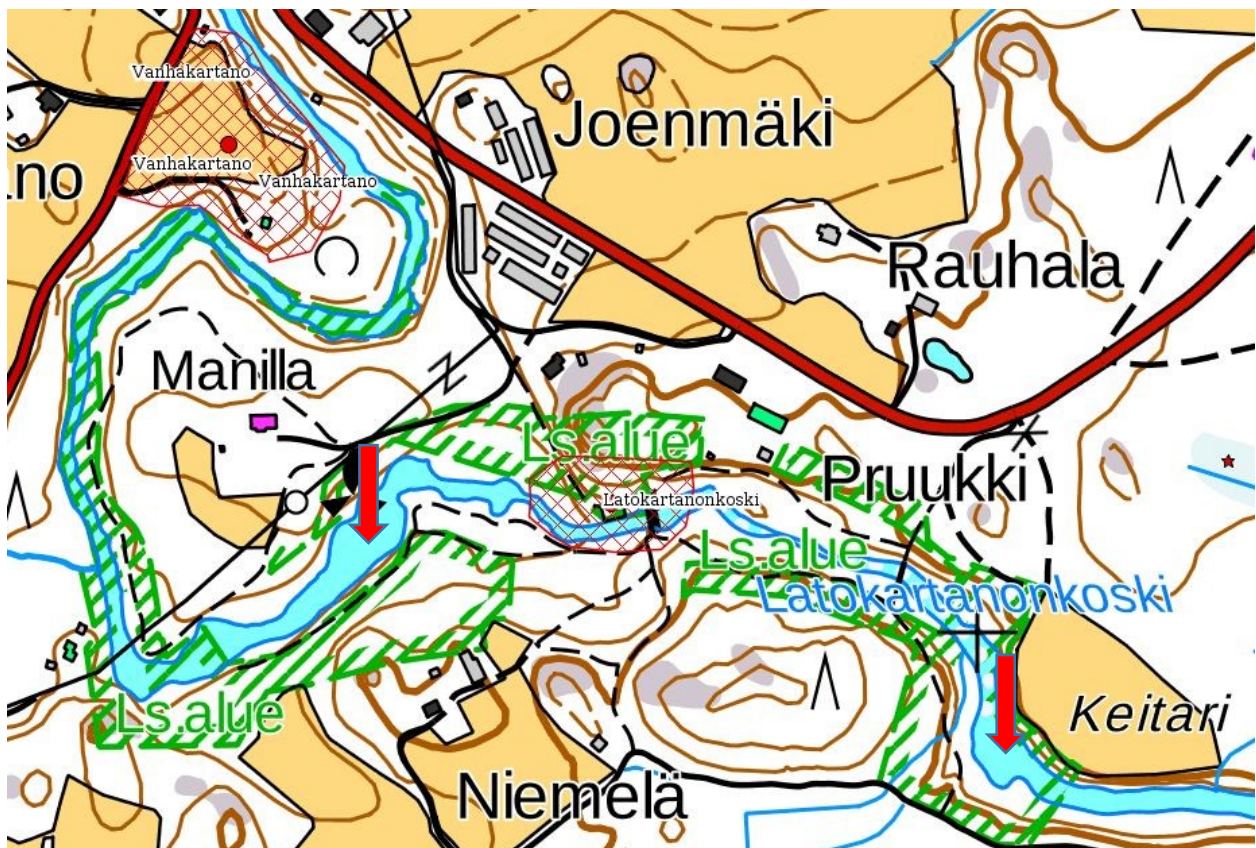 Vanhakartano
Joenmäki
Vanhakartano
Vanhakartano
no
Rauhala
Manilla
Ls.alue
Pruukki
Latokartanonkoski
Ls.alue
Latokartanonkoski
Ls.alue
Keitari
Niemelä